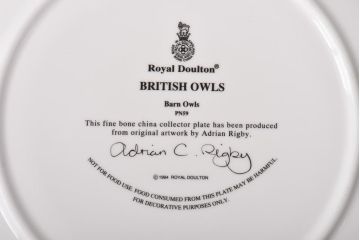 Royal Doulton®
BRITISH OWLS
Barn Owls
PN59
This fine bone china collector plate has been produced
from original artwork by Adrian Rigby.
Adrian C. Rigby
© 1994 ROYAL DOULTON
NOT FOR FOOD USE. FOOD CONSUMED FROM THIS PLATE MAY BE HARMFUL.
FOR DECORATIVE PURPOSES ONLY.